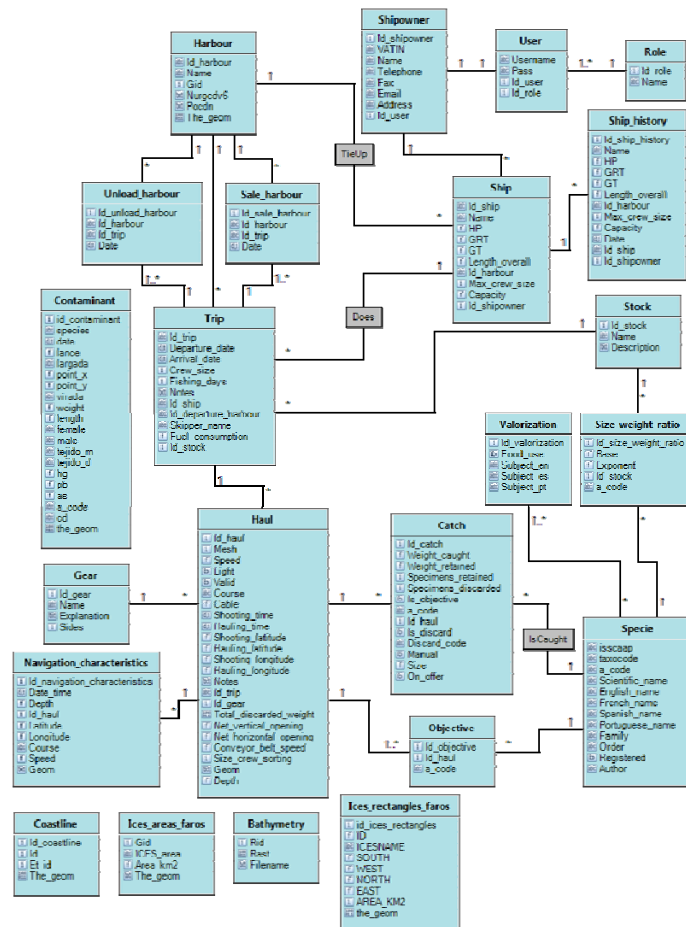 Harbour
Id_harbour
Name
Gid
Nurgcdv6
Pocdn
The_geom
Shipowner
Id_shipowner
VATIN
Name
Telephone
Fax
Email
Address
Id_user
User
Username
Pass
Id_user
Id_role
Role
Id_role
Name
Ship_history
Id_ship_history
Name
HP
GRT
GT
Length_overall
Id_harbour
Max_crew_size
Capacity
Date
Id_ship
Id_shipowner
TieUp
Unload_harbour
Id_unload_harbour
Id_harbour
Id_trip
Date
Sale_harbour
Id_sale_harbour
Id_harbour
Id_trip
Date
Ship
Id_ship
Name
HP
GRT
GT
Length_overall
Id_harbour
Max_crew_size
Capacity
Id_shipowner
Contaminant
id_contaminant
species
date
lance
largada
point_x
point_y
virada
weight
length
female
male
tejido_m
tejido_d
hg
pb
as
a_code
cd
the_geom
Trip
Id_trip
Departure_date
Arrival_date
Crew_size
Fishing_days
Notes
Id_ship
Id_departure_harbour
Skipper_name
Fuel_consumption
Id_stock
Does
Stock
Id_stock
Name
Description
Valorization
Id_valorization
Food_use
Subject_en
Subject_es
Subject_pt
Size_weight_ratio
Id_size_weight_ratio
Base
Exponent
Id_stock
a_code
Haul
Id_haul
Mesh
Speed
Light
Valid
Course
Cable
Shooting_time
Hauling_time
Shooting_latitude
Hauling_latitude
Shooting_longitude
Hauling_longitude
Notes
Id_trip
Id_gear
Total_discarded_weight
Net_vertical_opening
Net_horizontal_opening
Conveyor_belt_speed
Size_crew_sorting
Geom
Depth
Catch
Id_catch
Weight_caught
Weight_retained
Specimens_retained
Specimens_discarded
Is_objective
a_code
Id_haul
Is_discard
Discard_code
Manual
Size
On_offer
IsCaught
Gear
Id_gear
Name
Explanation
Sides
Navigation_characteristics
Id_navigation_characteristics
Date_time
Depth
Id_haul
Latitude
Longitude
Course
Speed
Geom
Specie
isscaap
taxocode
a_code
Scientific_name
English_name
French_name
Spanish_name
Portuguese_name
Family
Order
Registered
Author
Objective
Id_objective
Id_haul
a_code
Coastline
Id_coastline
Id
Et_id
The_geom
Ices_areas_faros
Gid
ICES_area
Area_km2
The_geom
Bathymetry
Rid
Rast
Filename
Ices_rectangles_faros
id_ices_rectangles
ID
ICESNAME
SOUTH
WEST
NORTH
EAST
AREA_KM2
the_geom